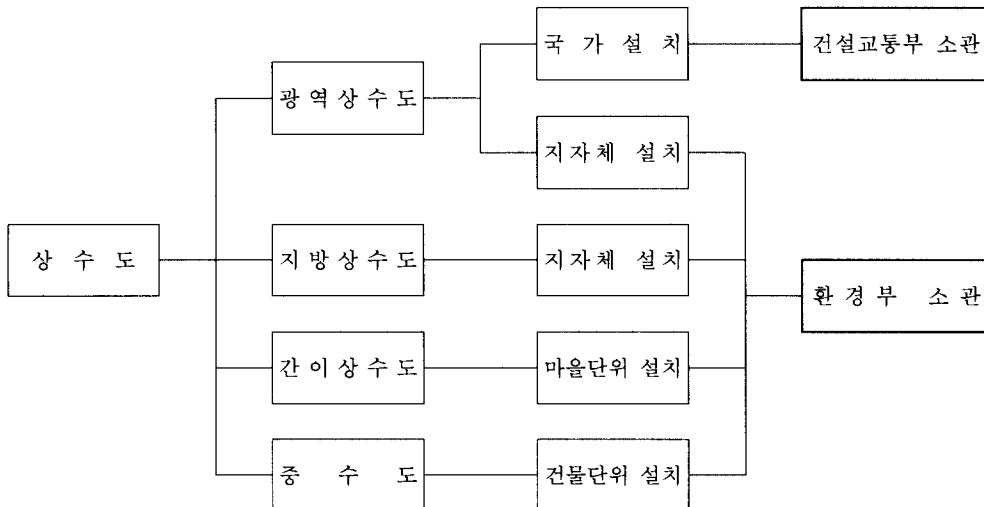 국 가 설 치
건설교통부 소관
광 역 상 수 도
지자체 설치
상 수 도
지 방 상 수 도
지자체 설치
환 경 부 소 관
간 이 상 수 도
마을단위 설치
중 수 도
건물단위 설치